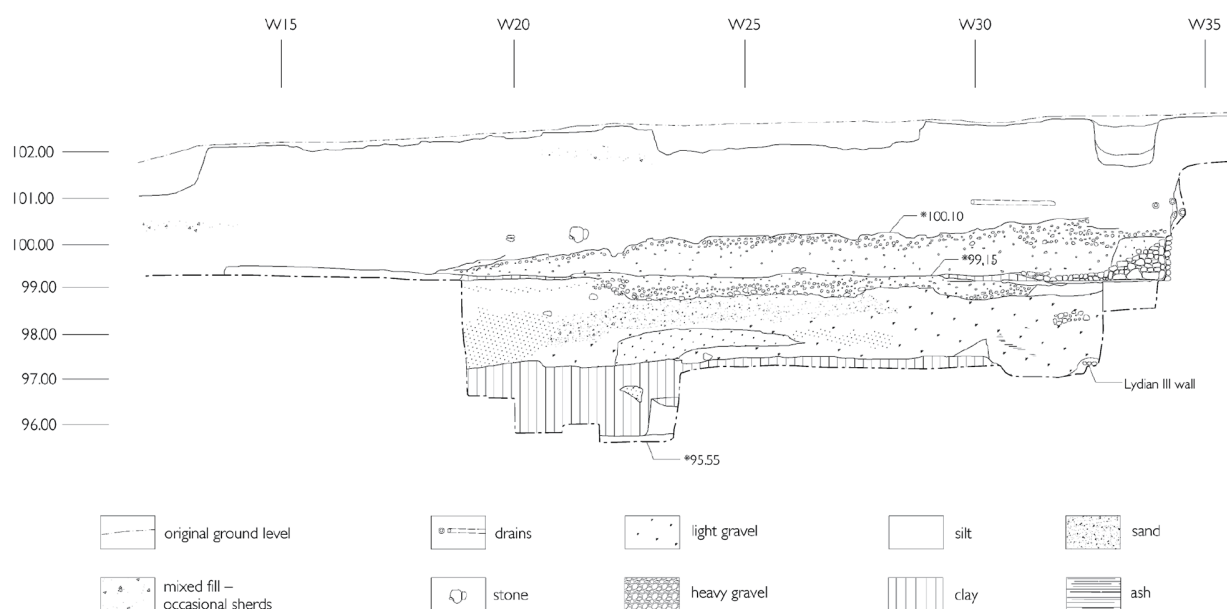 W15 W20 W25 W30 W35
102.00
101.00
*100.10
100.00
*99.15
99.00
98.00
97.00
Lydian III wall
96.00
*95.55
original ground level drains light gravel silt sand
mixed fill –
occasional sherds stone heavy gravel clay ash